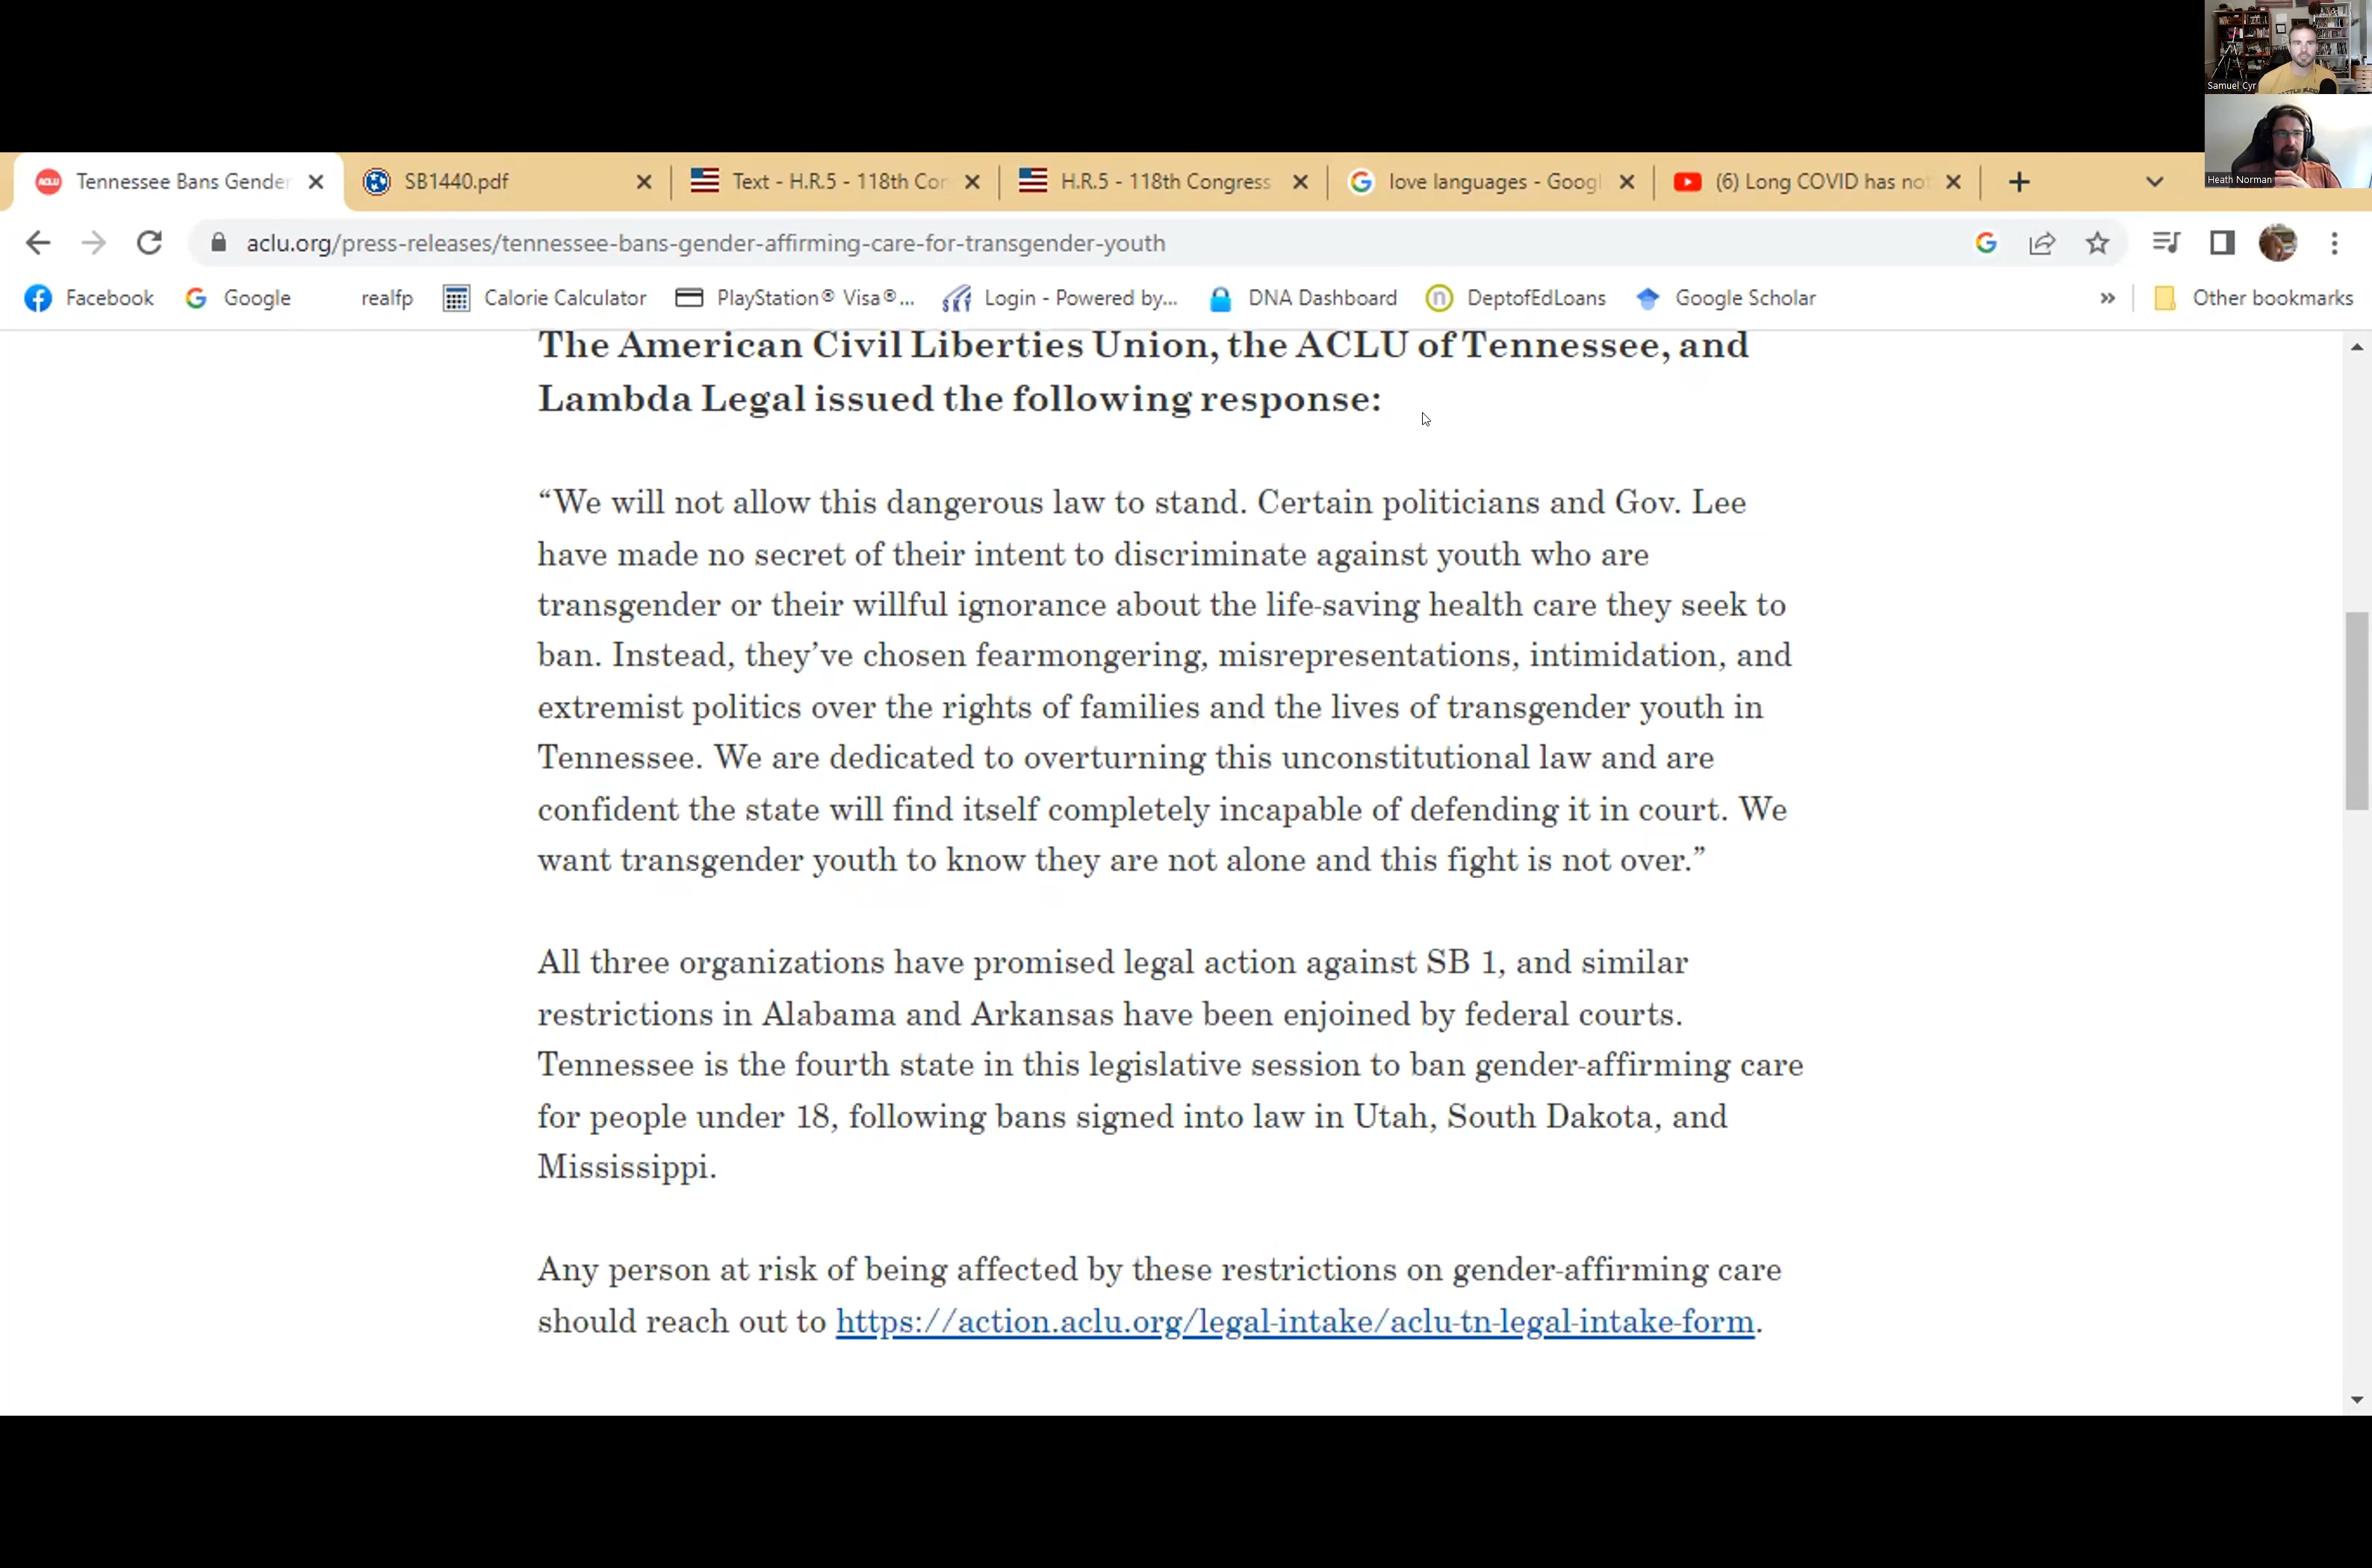 Samuel Cyr
Heath Norman
Tennessee Bans Gender
SB1440.pdf
Text - H.R.5 - 118th Con
H.R.5 - 118th Congress
love languages - Googl
(6) Long COVID has not
aclu.org/press-releases/tennessee-bans-gender-affirming-care-for-transgender-youth
Facebook
Google
realfp
Calorie Calculator
PlayStation® Visa®...
Login - Powered by...
DNA Dashboard
DeptofEdLoans
Google Scholar
»
Other bookmarks
The American Civil Liberties Union, the ACLU of Tennessee, and
Lambda Legal issued the following response:
“We will not allow this dangerous law to stand. Certain politicians and Gov. Lee
have made no secret of their intent to discriminate against youth who are
transgender or their willful ignorance about the life-saving health care they seek to
ban. Instead, they’ve chosen fearmongering, misrepresentations, intimidation, and
extremist politics over the rights of families and the lives of transgender youth in
Tennessee. We are dedicated to overturning this unconstitutional law and are
confident the state will find itself completely incapable of defending it in court. We
want transgender youth to know they are not alone and this fight is not over.”
All three organizations have promised legal action against SB 1, and similar
restrictions in Alabama and Arkansas have been enjoined by federal courts.
Tennessee is the fourth state in this legislative session to ban gender-affirming care
for people under 18, following bans signed into law in Utah, South Dakota, and
Mississippi.
Any person at risk of being affected by these restrictions on gender-affirming care
should reach out to https://action.aclu.org/legal-intake/aclu-tn-legal-intake-form.